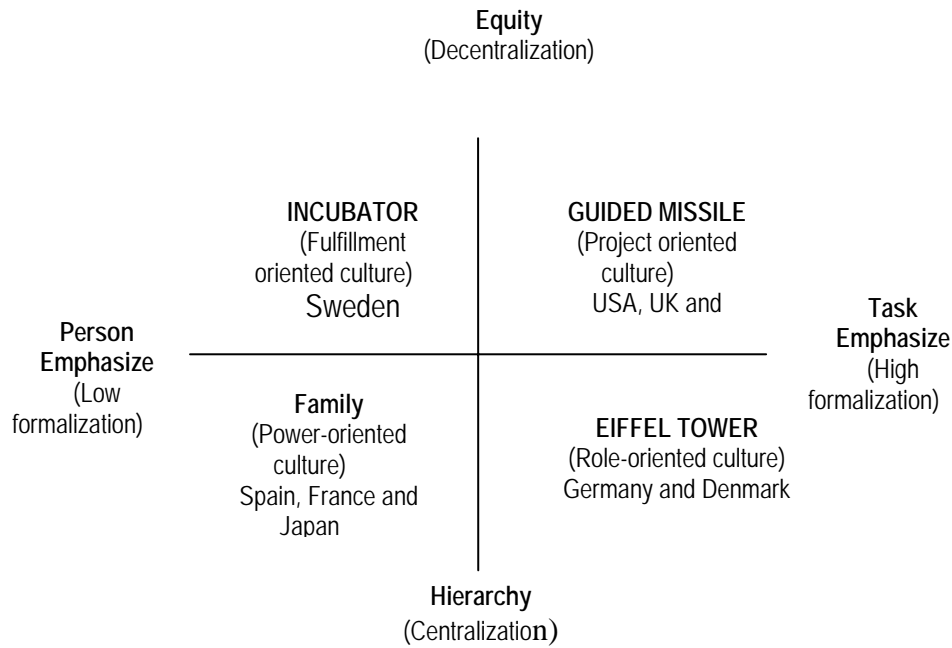 Equity
(Decentralization)
INCUBATOR
(Fulfillment
oriented culture)
Sweden
GUIDED MISSILE
(Project oriented
culture)
USA, UK and
Person
Emphasize
(Low
formalization)
Task
Emphasize
(High
formalization)
Family
(Power-oriented
culture)
Spain, France and
Japan
EIFFEL TOWER
(Role-oriented culture)
Germany and Denmark
Hierarchy
(Centralization)